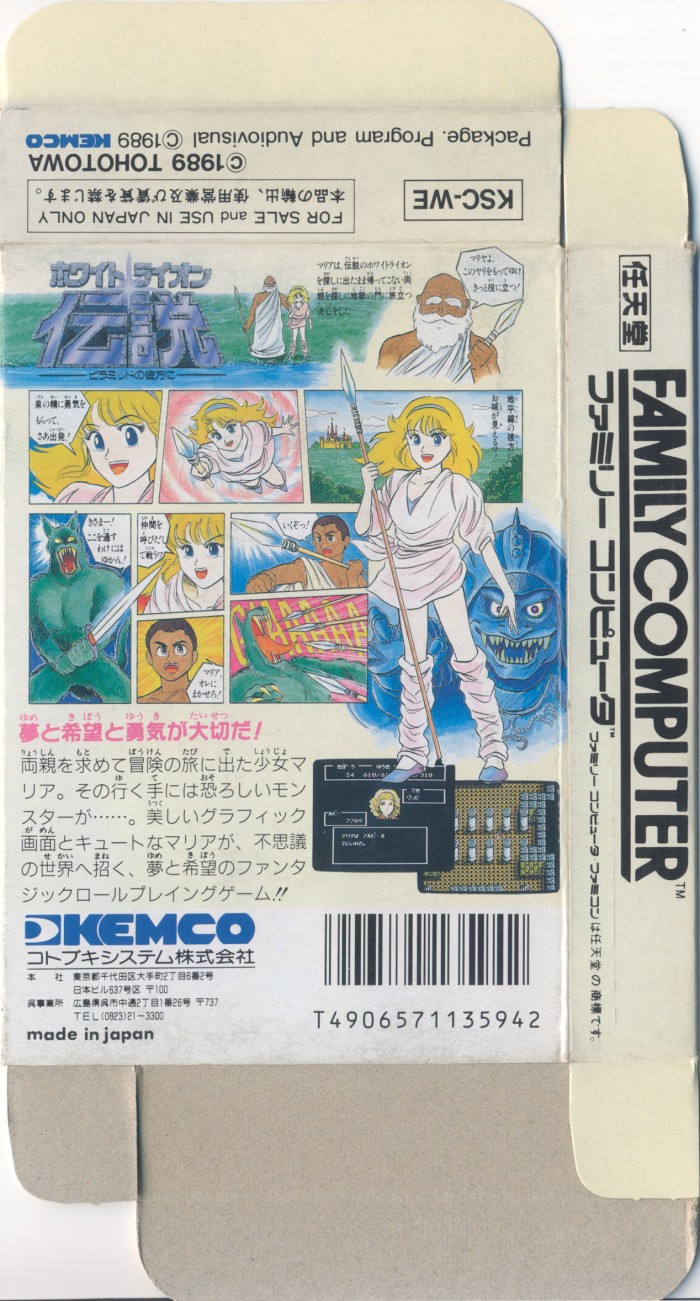 Package. Program and Audiovisual ©1989 KEMCO
©1989 TOHOTOWA
FOR SALE and USE IN JAPAN ONLY
本品の輸出、使用営業及び賃貸を禁じます。
KSC-WE
ホワイトライオン
伝説
ピラミッドの彼方に
マリアは、伝説のホワイトライオン
を探しに出たまま帰ってこない両
親を探しに地獄の門に旅立つ
決心をした
マリヤよ、
このヤリをもってゆけ
きっと役に立つ!
泉の精に勇気を
もらって、
さあ出発!
地平線の彼方
お城が見える!?
きさまー!
ここを通す
わけには
ゆかん!
仲間を
呼びだし
て戦うワ
いくぞっ!
GYAAAAAA
マリア、
オレに
まかせろ!
夢と希望と勇気が大切だ!
両親を求めて冒険の旅に出た少女マ
リア。その行く手には恐ろしいモン
スターが……。美しいグラフィック
画面とキュートなマリアが、不思議
の世界へ招く、夢と希望のファンタ
ジックロールプレイングゲーム!!
KEMCO
コトブキシステム株式会社
本　社　東京都千代田区大手町2丁目6番2号
日本ビル637号区 〒100
呉事業所　広島県呉市中通2丁目1番26号 〒737
TEL(0823)21-3300
made in japan
T4906571135942
任天堂
FAMILY COMPUTER™
ファミリー コンピュータ™
ファミリー コンピュータ ファミコンは任天堂の商標です。